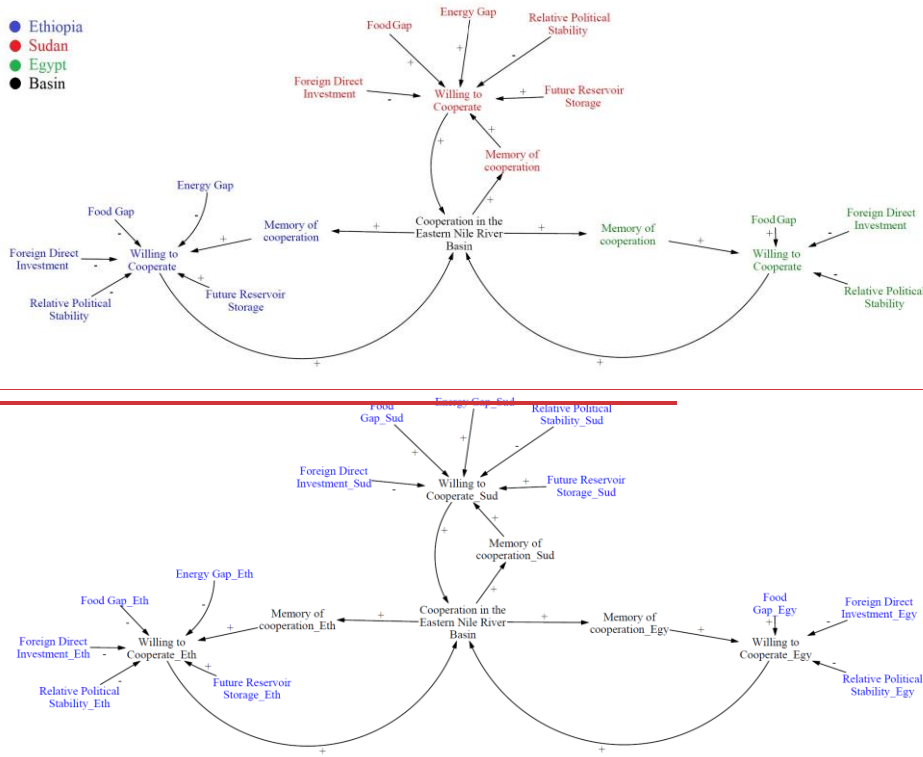 Ethiopia
Sudan
Egypt
Basin
Energy Gap
Food Gap
Relative Political
Stability
Foreign Direct
Investment
Willing to
Cooperate
Future Reservoir
Storage
Memory of
cooperation
+
+
-
-
+
+
+
+
Energy Gap
Food Gap
Foreign Direct
Investment
Relative Political
Stability
Willing to
Cooperate
Future Reservoir
Storage
Memory of
cooperation
-
-
-
-
+
+
+
Cooperation in the
Eastern Nile River
Basin
+
Memory of
cooperation
+
Food Gap
Foreign Direct
Investment
Willing to
Cooperate
Relative Political
Stability
+
-
-
+
+
Food
Gap_Sud
Energy Gap_Sud
Relative Political
Stability_Sud
Foreign Direct
Investment_Sud
Willing to
Cooperate_Sud
Future Reservoir
Storage_Sud
Memory of
cooperation_Sud
+
+
-
-
+
+
+
+
Energy Gap_Eth
Food Gap_Eth
Foreign Direct
Investment_Eth
Relative Political
Stability_Eth
Willing to
Cooperate_Eth
Future Reservoir
Storage_Eth
Memory of
cooperation_Eth
-
-
-
-
+
+
+
Cooperation in the
Eastern Nile River
Basin
+
Memory of
cooperation_Egy
+
Food
Gap_Egy
Foreign Direct
Investment_Egy
Willing to
Cooperate_Egy
Relative Political
Stability_Egy
+
-
-
+
+